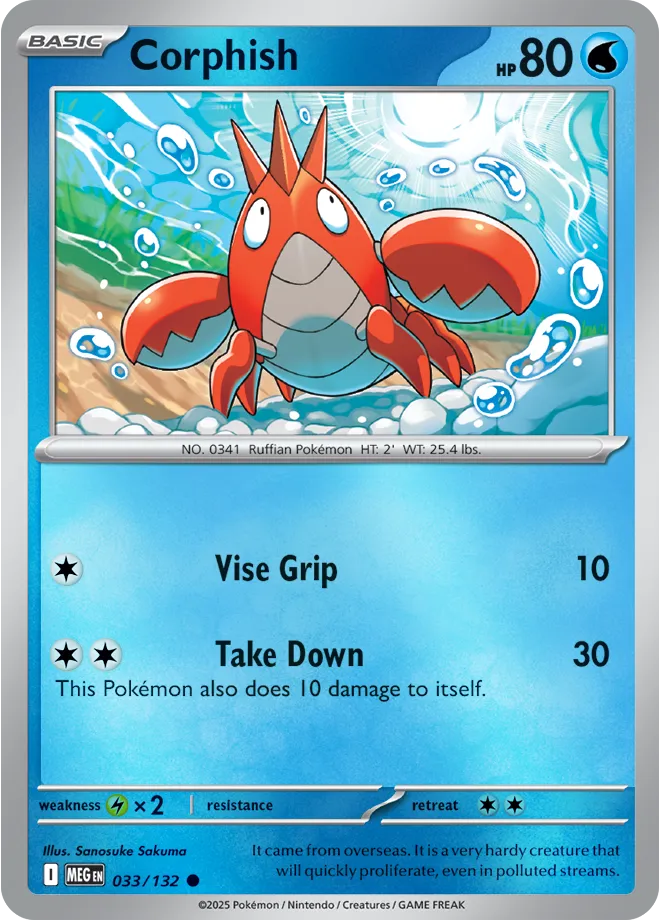 BASIC
Corphish
HP 80
NO. 0341 Ruffian Pokémon HT: 2' WT: 25.4 lbs.
Vise Grip 10
Take Down 30
This Pokémon also does 10 damage to itself.
weakness ×2 resistance retreat
Illus. Sanosuke Sakuma
It came from overseas. It is a very hardy creature that
will quickly proliferate, even in polluted streams.
I MEG EN 033/132
©2025 Pokémon / Nintendo / Creatures / GAME FREAK